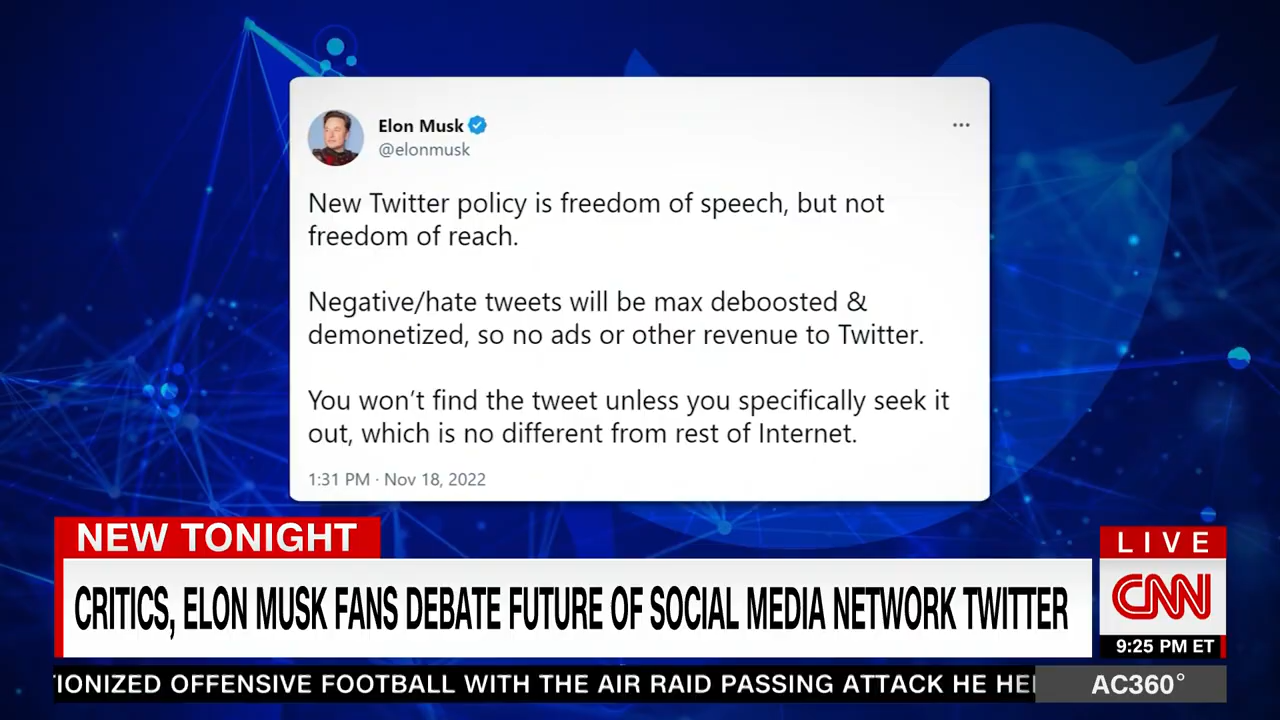 Elon Musk
@elonmusk
...
New Twitter policy is freedom of speech, but not
freedom of reach.
Negative/hate tweets will be max deboosted &
demonetized, so no ads or other revenue to Twitter.
You won’t find the tweet unless you specifically seek it
out, which is no different from rest of Internet.
1:31 PM · Nov 18, 2022
NEW TONIGHT
CRITICS, ELON MUSK FANS DEBATE FUTURE OF SOCIAL MEDIA NETWORK TWITTER
LIVE
CNN
9:25 PM ET
IONIZED OFFENSIVE FOOTBALL WITH THE AIR RAID PASSING ATTACK HE HE
AC360°